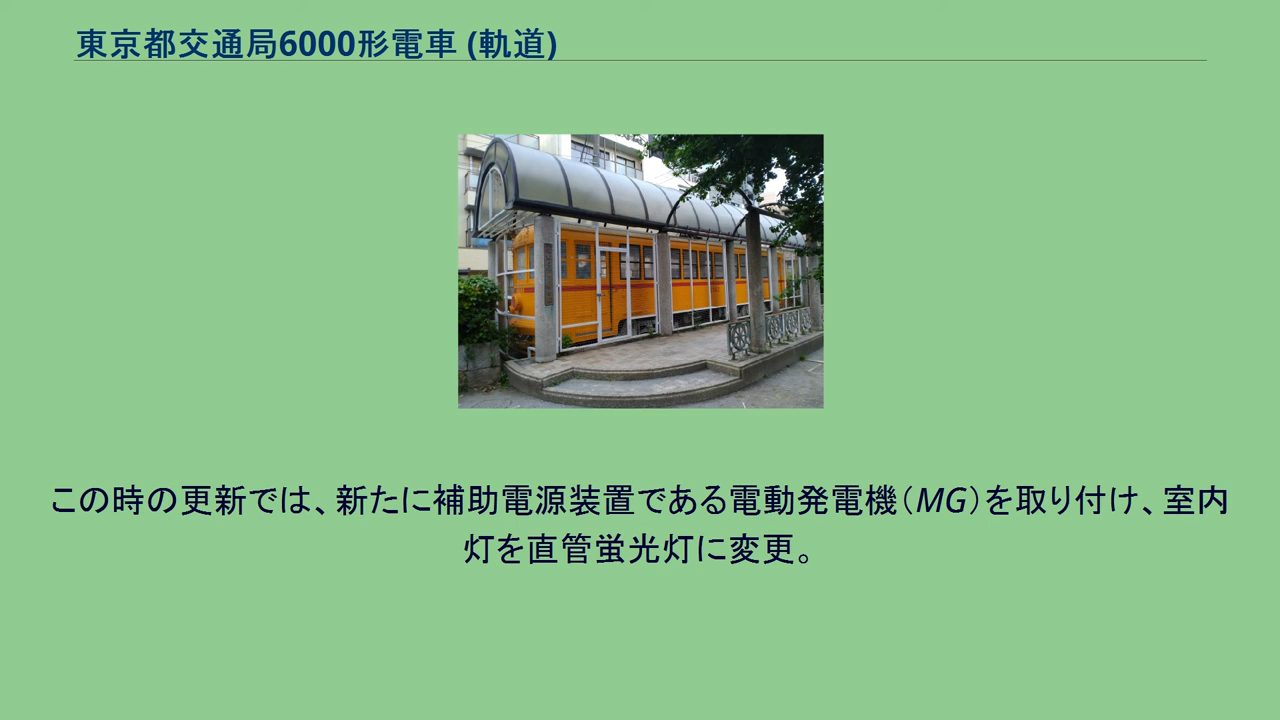 東京都交通局6000形電車 (軌道)
この時の更新では、新たに補助電源装置である電動発電機（MG）を取り付け、室内
灯を直管蛍光灯に変更。